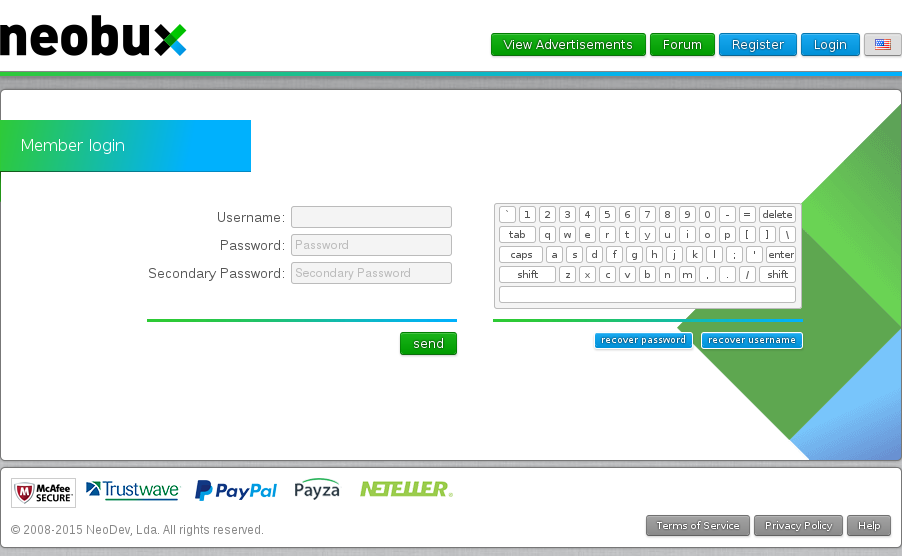 neobux
View Advertisements Forum Register Login
Member login
Username:
Password: Password
Secondary Password: Secondary Password
` 1 2 3 4 5 6 7 8 9 0 - = delete
tab q w e r t y u i o p [ ] \
caps a s d f g h j k l ; ' enter
shift z x c v b n m , . / shift
send
recover password recover username
McAfee SECURE Trustwave PayPal Payza NETELLER
© 2008-2015 NeoDev, Lda. All rights reserved.
Terms of Service Privacy Policy Help